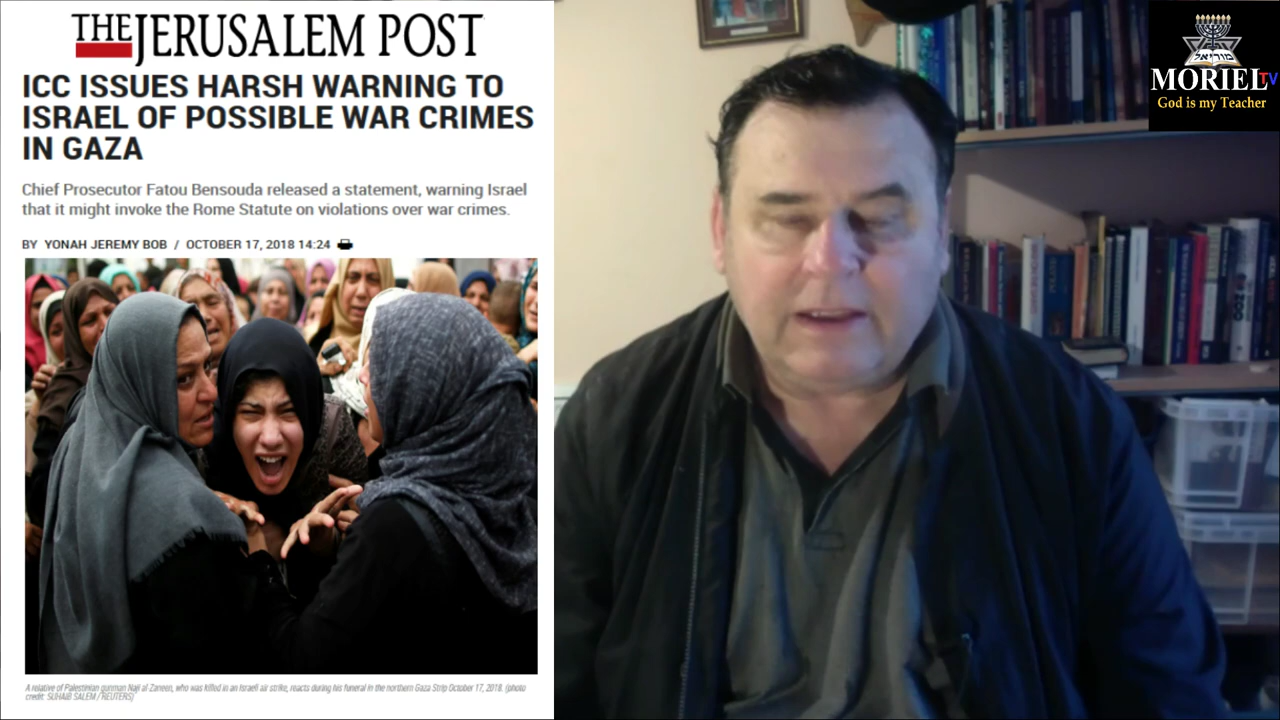 THE JERUSALEM POST
ICC ISSUES HARSH WARNING TO
ISRAEL OF POSSIBLE WAR CRIMES
IN GAZA
Chief Prosecutor Fatou Bensouda released a statement, warning Israel
that it might invoke the Rome Statute on violations over war crimes.
BY YONAH JEREMY BOB / OCTOBER 17, 2018 14:24
A relative of Palestinian gunman Naji al-Zaneen, who was killed in an Israeli air strike, reacts during his funeral in the northern Gaza Strip October 17, 2018. (photo
credit: SUHAIB SALEM / REUTERS)
מוריאל
MORIEL TV
God is my Teacher